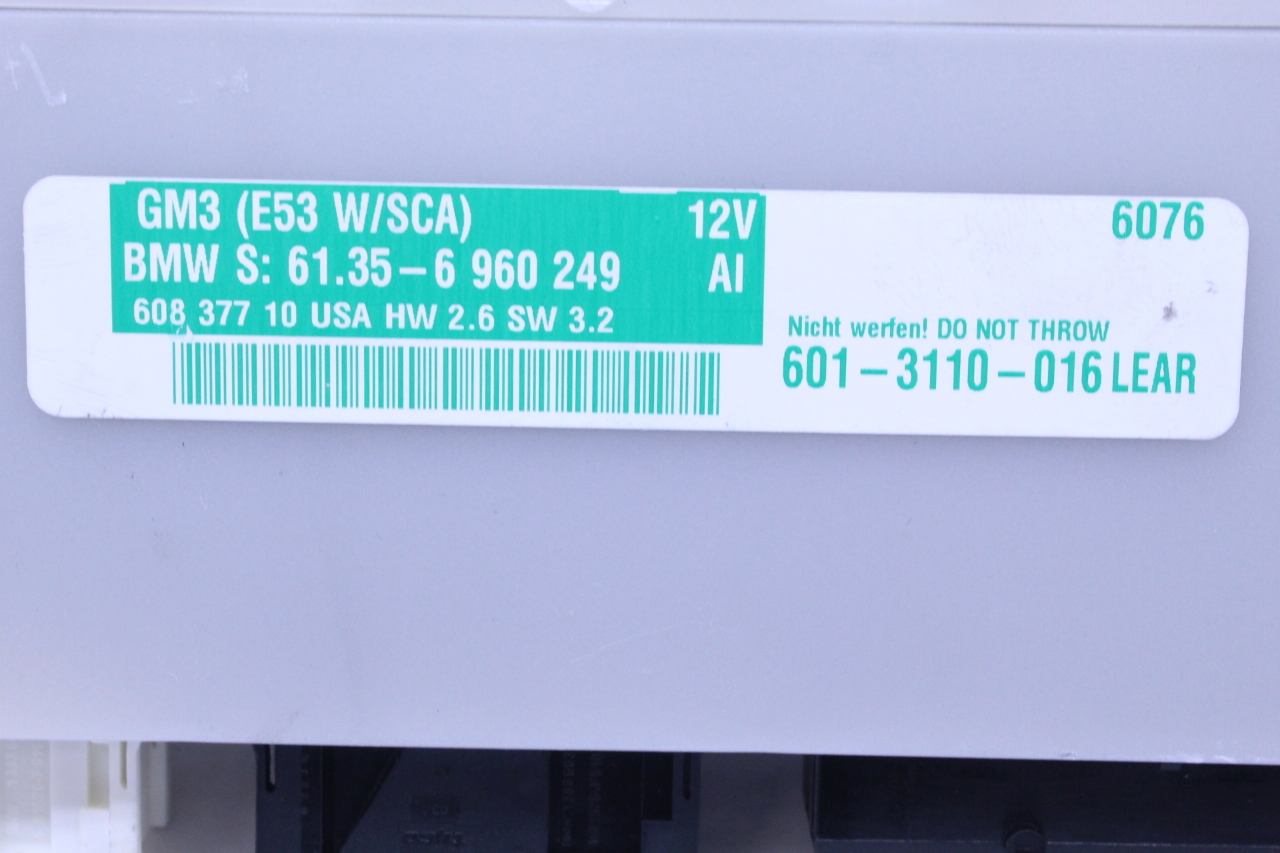 GM3 (E53 W/SCA) 12V
BMW S: 61.35–6 960 249 AI
608 377 10 USA HW 2.6 SW 3.2
6076
Nicht werfen! DO NOT THROW
601–3110–016 LEAR